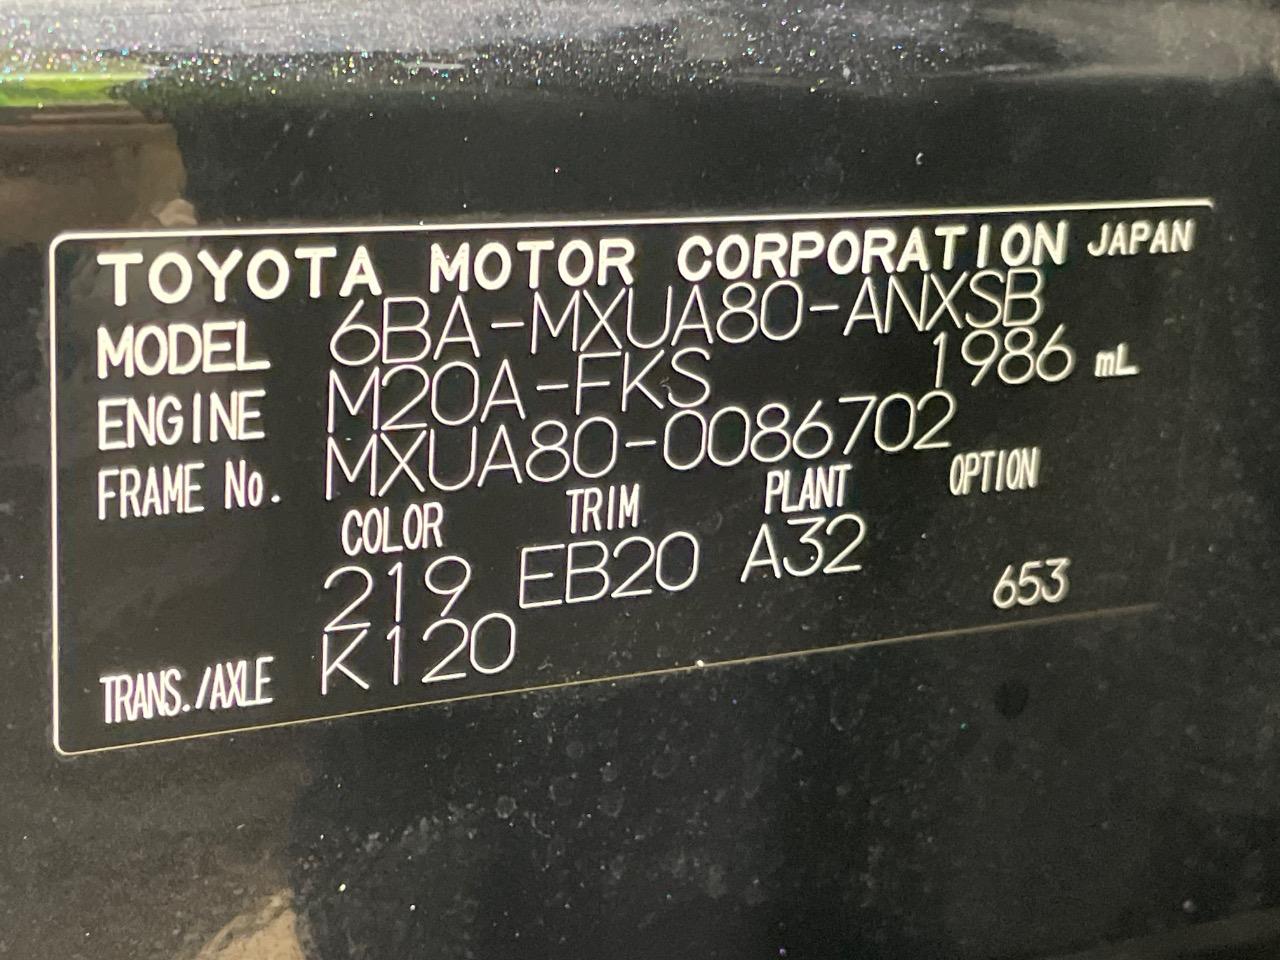 TOYOTA MOTOR CORPORATION JAPAN
MODEL 6BA-MXUA80-ANXSB
ENGINE M20A-FKS 1986 mL
FRAME No. MXUA80-0086702
COLOR TRIM PLANT OPTION
219 EB20 A32
TRANS./AXLE K120 653